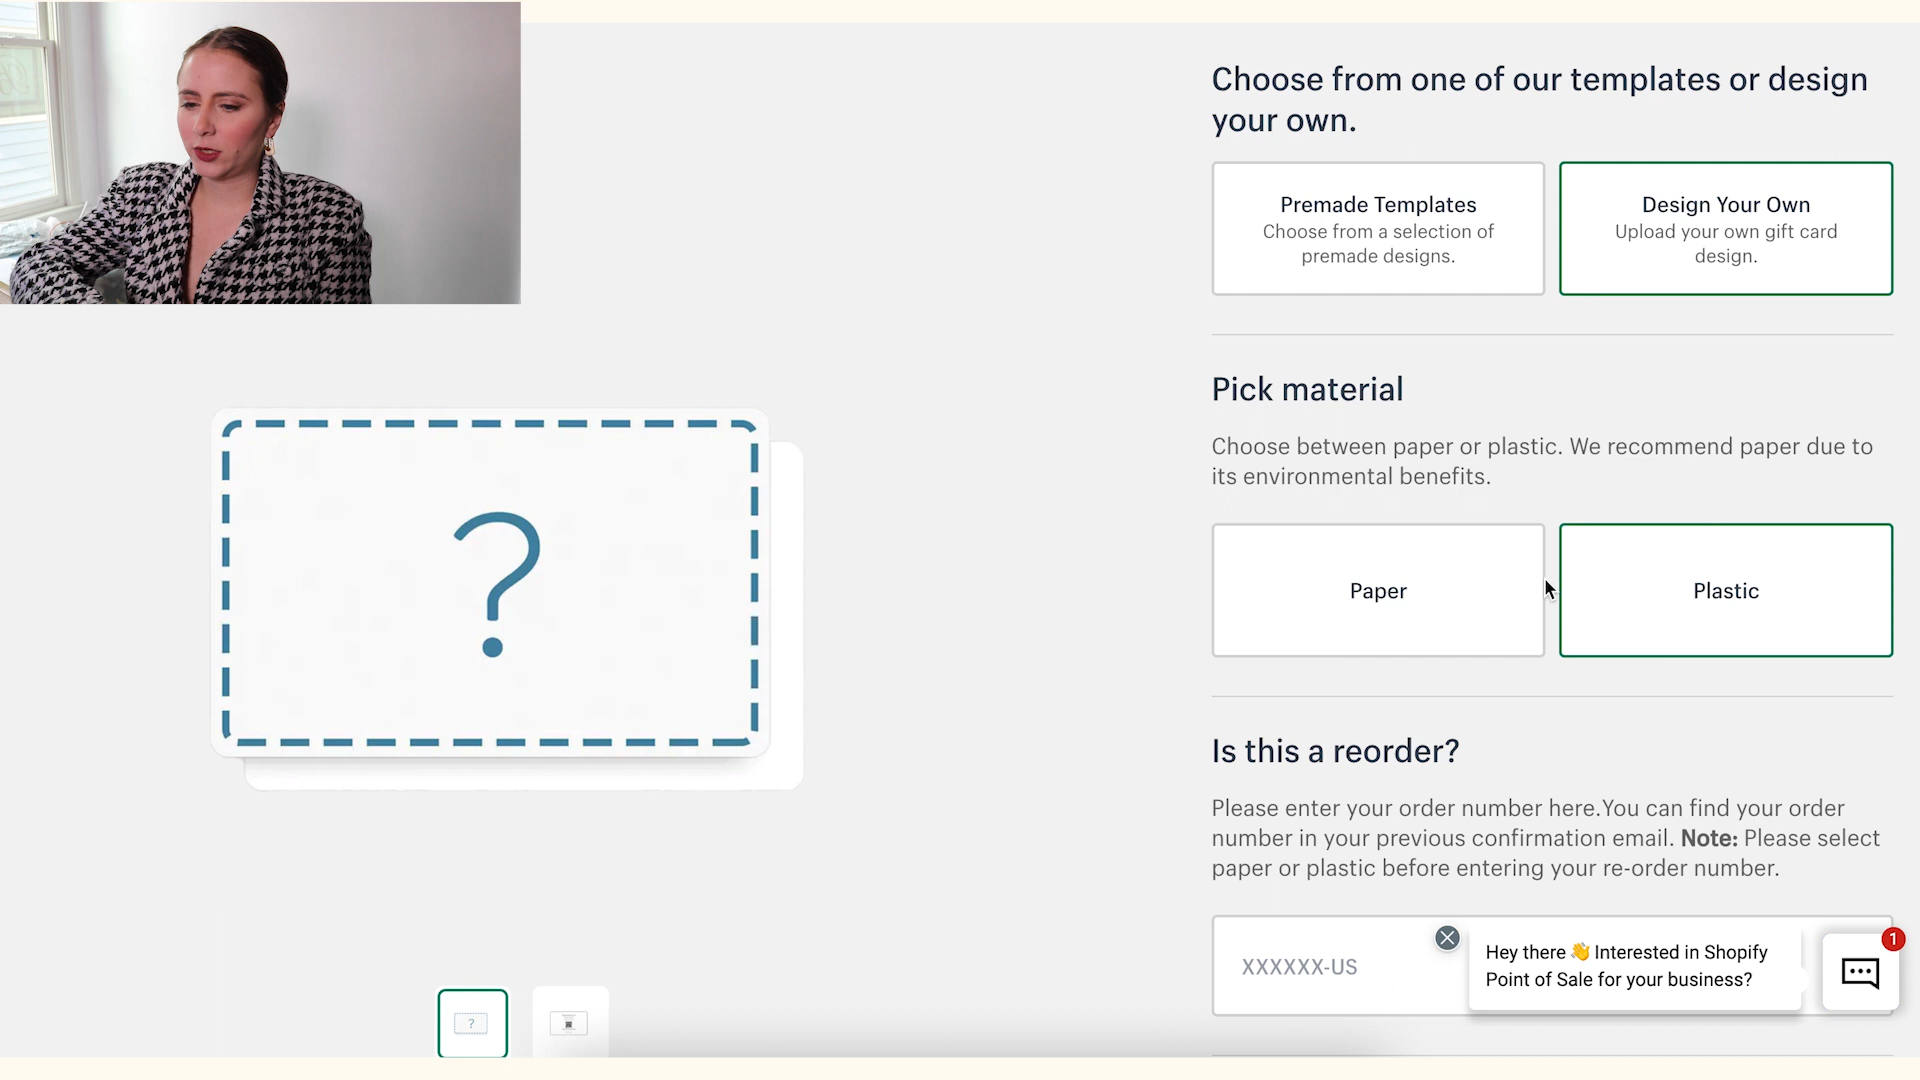 Choose from one of our templates or design
your own.
Premade Templates
Choose from a selection of
premade designs.
Design Your Own
Upload your own gift card
design.
Pick material
Choose between paper or plastic. We recommend paper due to
its environmental benefits.
Paper
Plastic
Is this a reorder?
Please enter your order number here.You can find your order
number in your previous confirmation email. Note: Please select
paper or plastic before entering your re-order number.
XXXXXX-US
Hey there 👋 Interested in Shopify
Point of Sale for your business?
1
?
?